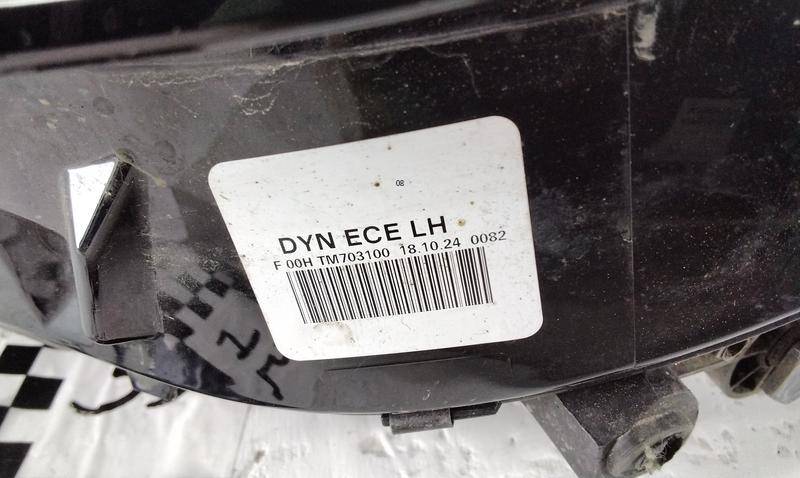 08
DYN ECE LH
F 00H TM703100 18.10.24 0082